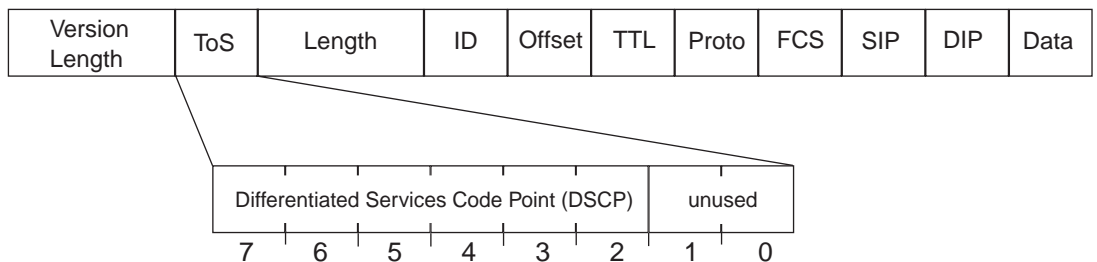 Version Length
ToS
Length
ID
Offset
TTL
Proto
FCS
SIP
DIP
Data
Differentiated Services Code Point (DSCP)
unused
7 6 5 4 3 2 1 0